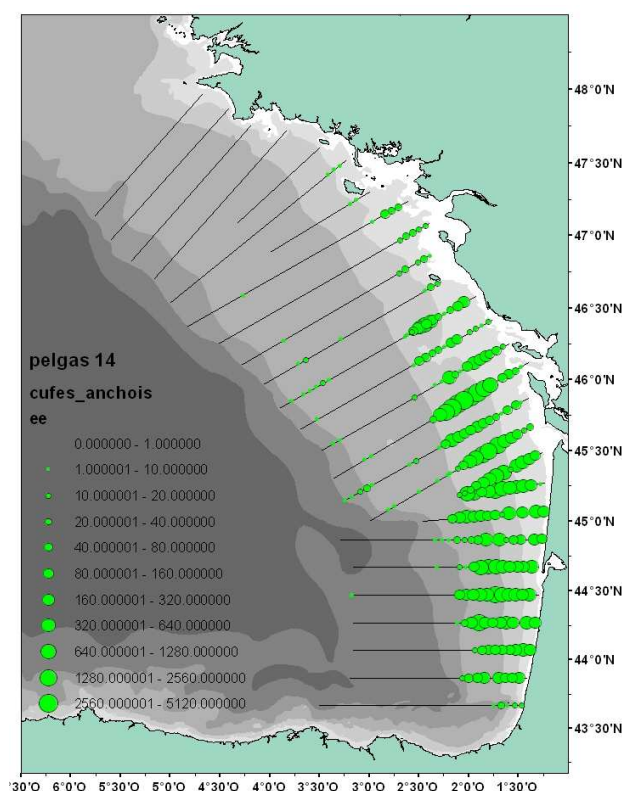 48°0'N
47°30'N
47°0'N
46°30'N
46°0'N
45°30'N
45°0'N
44°30'N
44°0'N
43°30'N
pelgas 14
cufes_anchois
ee
0.000000 - 1.000000
1.000001 - 10.000000
10.000001 - 20.000000
20.000001 - 40.000000
40.000001 - 80.000000
80.000001 - 160.000000
160.000001 - 320.000000
320.000001 - 640.000000
640.000001 - 1280.000000
1280.000001 - 2560.000000
2560.000001 - 5120.000000
°30'O 6°0'O 5°30'O 5°0'O 4°30'O 4°0'O 3°30'O 3°0'O 2°30'O 2°0'O 1°30'O